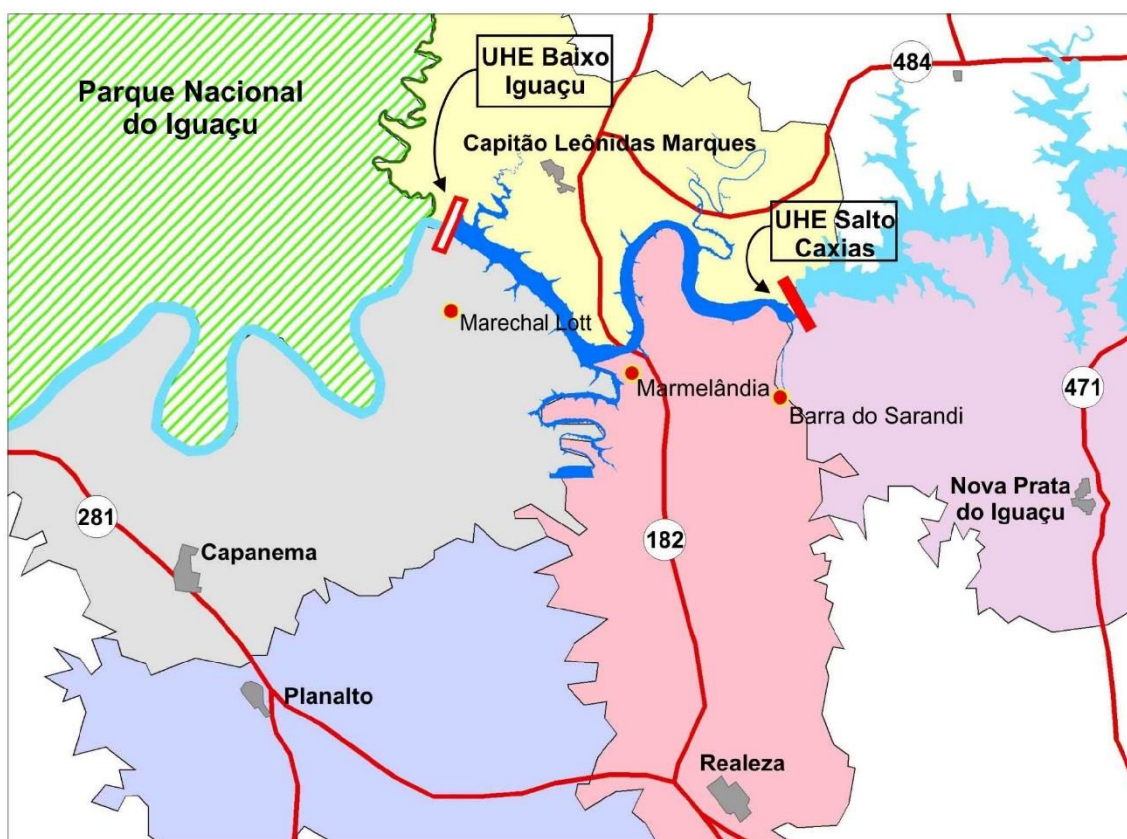 UHE Baixo
Iguaçu
484
Parque Nacional
do Iguaçu
Capitão Leônidas Marques
UHE Salto
Caxias
Marechal Lott
Marmelândia
471
Barra do Sarandi
Nova Prata
do Iguaçu
281
182
Capanema
Planalto
Realeza